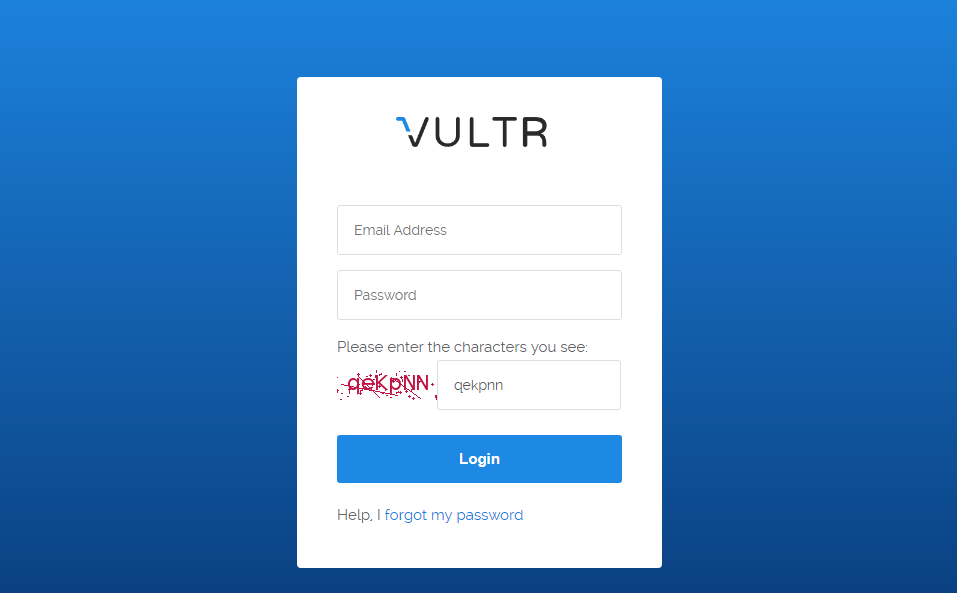 VULTR
Email Address
Password
Please enter the characters you see:
qeKpNN qekpnn
Login
Help, I forgot my password